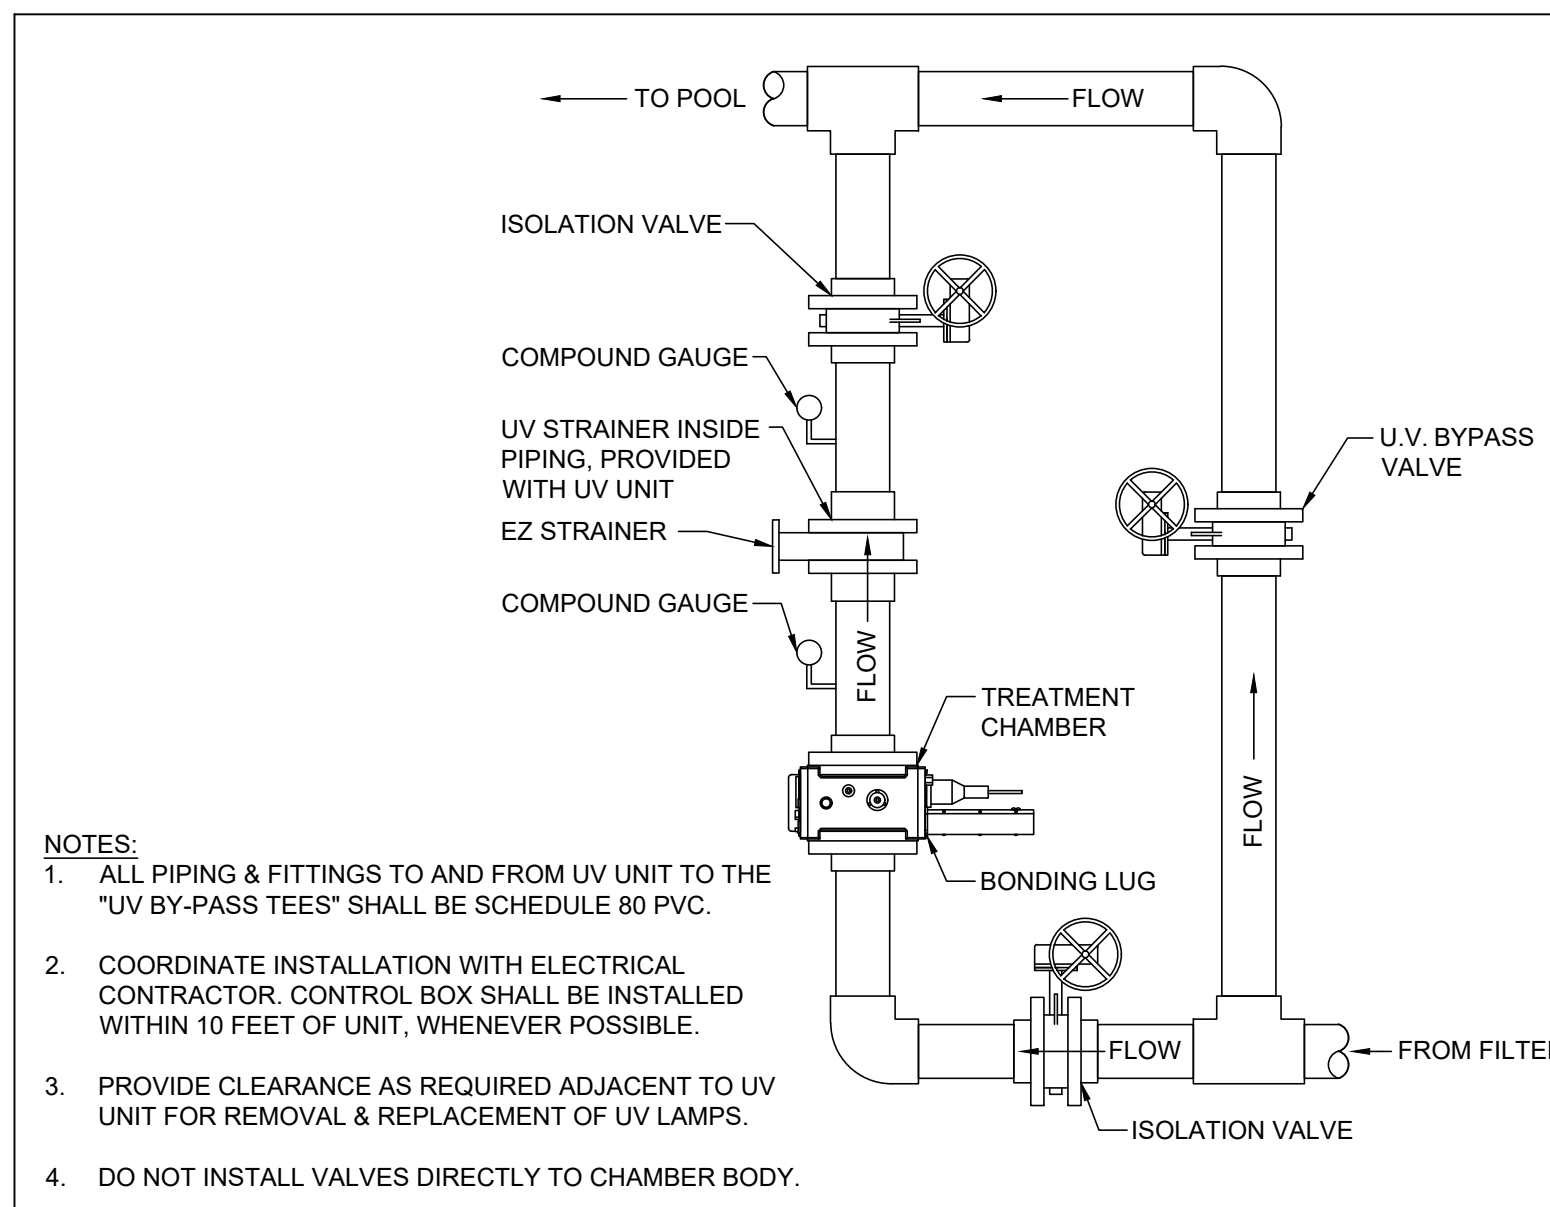 TO POOL
FLOW
ISOLATION VALVE
COMPOUND GAUGE
UV STRAINER INSIDE
PIPING, PROVIDED
WITH UV UNIT
U.V. BYPASS
VALVE
EZ STRAINER
COMPOUND GAUGE
FLOW
TREATMENT
CHAMBER
FLOW
BONDING LUG
NOTES:
1. ALL PIPING & FITTINGS TO AND FROM UV UNIT TO THE
"UV BY-PASS TEES" SHALL BE SCHEDULE 80 PVC.
2. COORDINATE INSTALLATION WITH ELECTRICAL
CONTRACTOR. CONTROL BOX SHALL BE INSTALLED
WITHIN 10 FEET OF UNIT, WHENEVER POSSIBLE.
FLOW
FROM FILTE
3. PROVIDE CLEARANCE AS REQUIRED ADJACENT TO UV
UNIT FOR REMOVAL & REPLACEMENT OF UV LAMPS.
ISOLATION VALVE
4. DO NOT INSTALL VALVES DIRECTLY TO CHAMBER BODY.